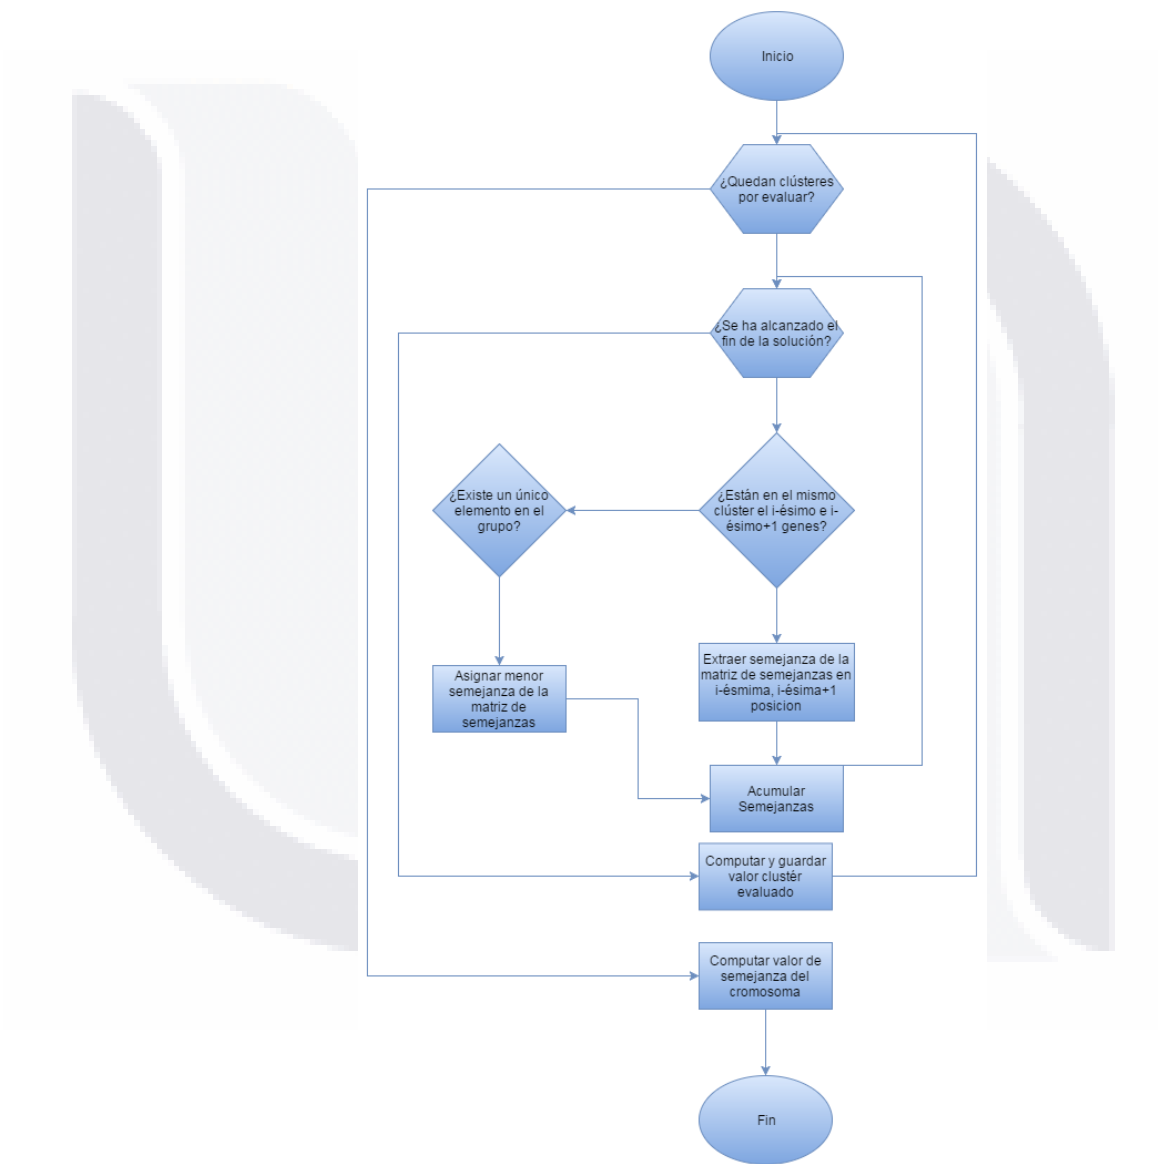 Inicio
¿Quedan clústeres
por evaluar?
¿Se ha alcanzado el
fin de la solución?
¿Existe un único
elemento en el
grupo?
¿Están en el mismo
clúster el i-ésimo e i-
ésimo+1 genes?
Asignar menor
semejanza de la
matriz de
semejanzas
Extraer semejanza de la
matriz de semejanzas en
i-ésmima, i-ésima+1
posicion
Acumular
Semejanzas
Computar y guardar
valor clustér
evaluado
Computar valor de
semejanza del
cromosoma
Fin